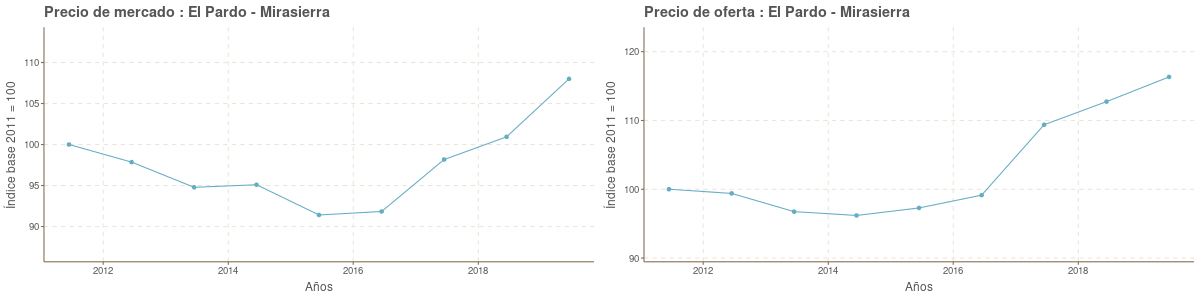 Precio de mercado : El Pardo - Mirasierra
Índice base 2011 = 100
110
105
100
95
90
2012
2014
2016
2018
Años
Precio de oferta : El Pardo - Mirasierra
Índice base 2011 = 100
120
110
100
90
2012
2014
2016
2018
Años